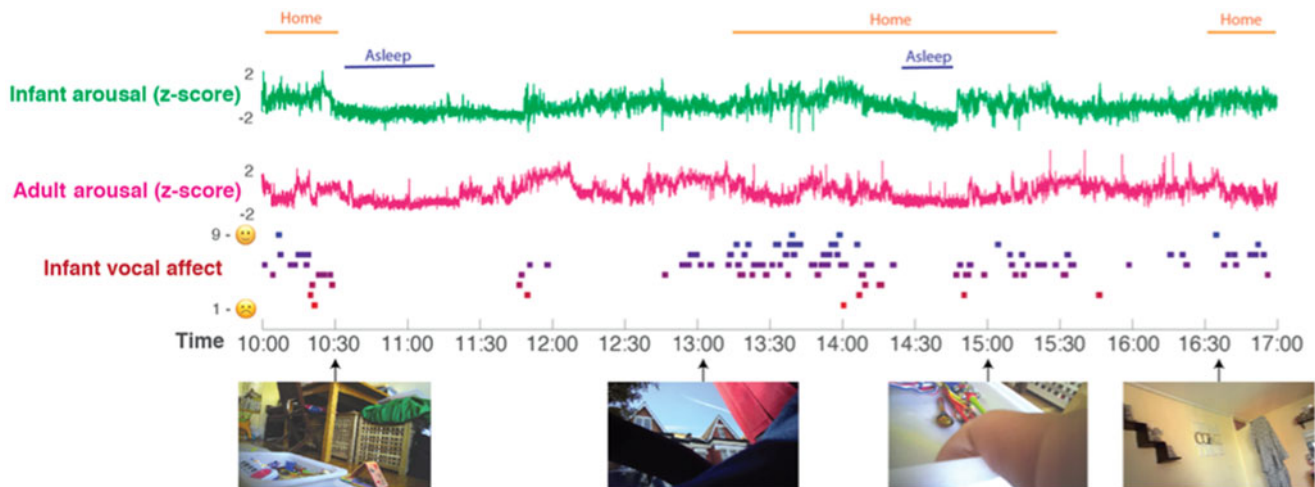 Home Home Home
Asleep Asleep
2
Infant arousal (z-score)
-2
2
Adult arousal (z-score)
-2
9 -
Infant vocal affect
1 -
Time
10:00 10:30 11:00 11:30 12:00 12:30 13:00 13:30 14:00 14:30 15:00 15:30 16:00 16:30 17:00